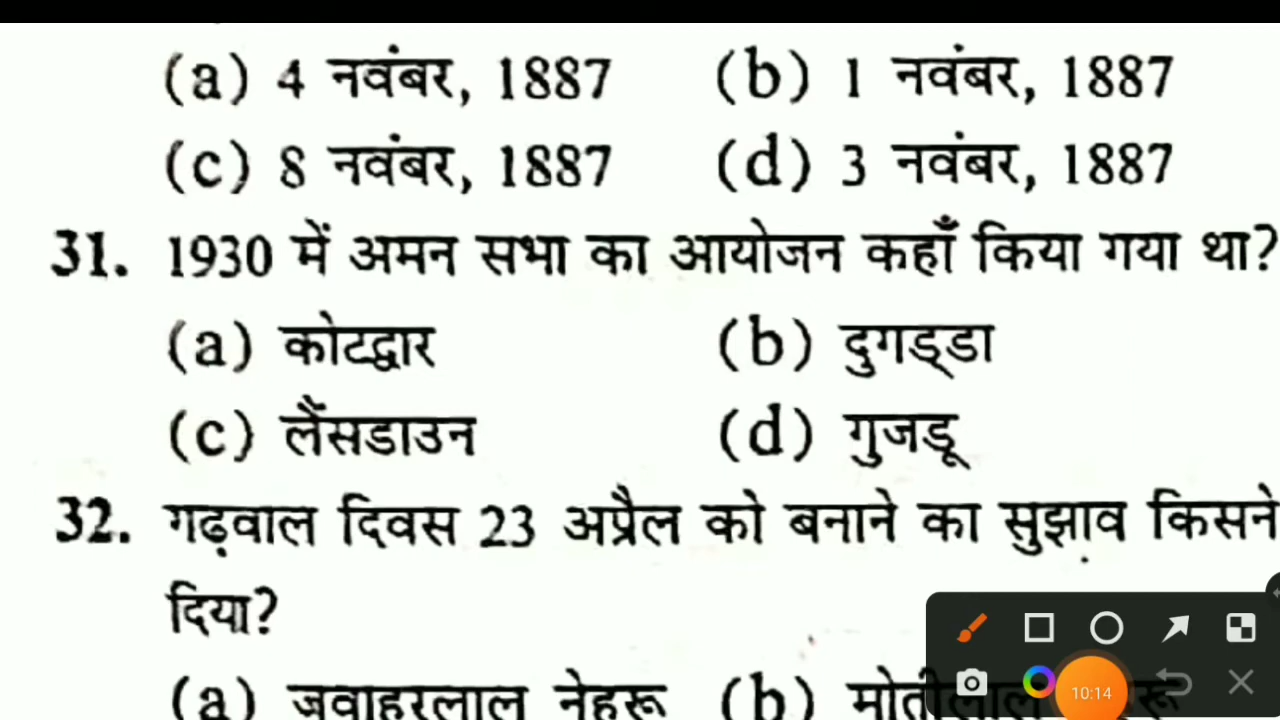 (a) 4 नवंबर, 1887 (b) 1 नवंबर, 1887
(c) 8 नवंबर, 1887 (d) 3 नवंबर, 1887
31. 1930 में अमन सभा का आयोजन कहाँ किया गया था?
(a) कोटद्वार (b) दुगड्डा
(c) लैंसडाउन (d) गुजडू
32. गढ़वाल दिवस 23 अप्रैल को बनाने का सुझाव किसने
दिया?
(a) जवाहरलाल नेहरू (b) मोतीलाल
10:14